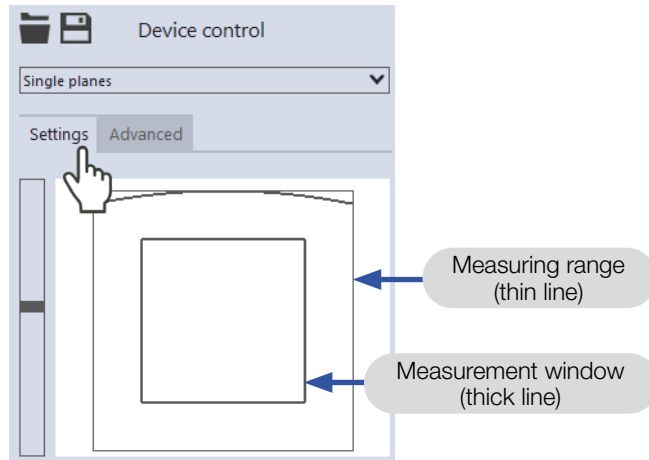 Device control
Single planes
Settings Advanced
Measuring range
(thin line)
Measurement window
(thick line)